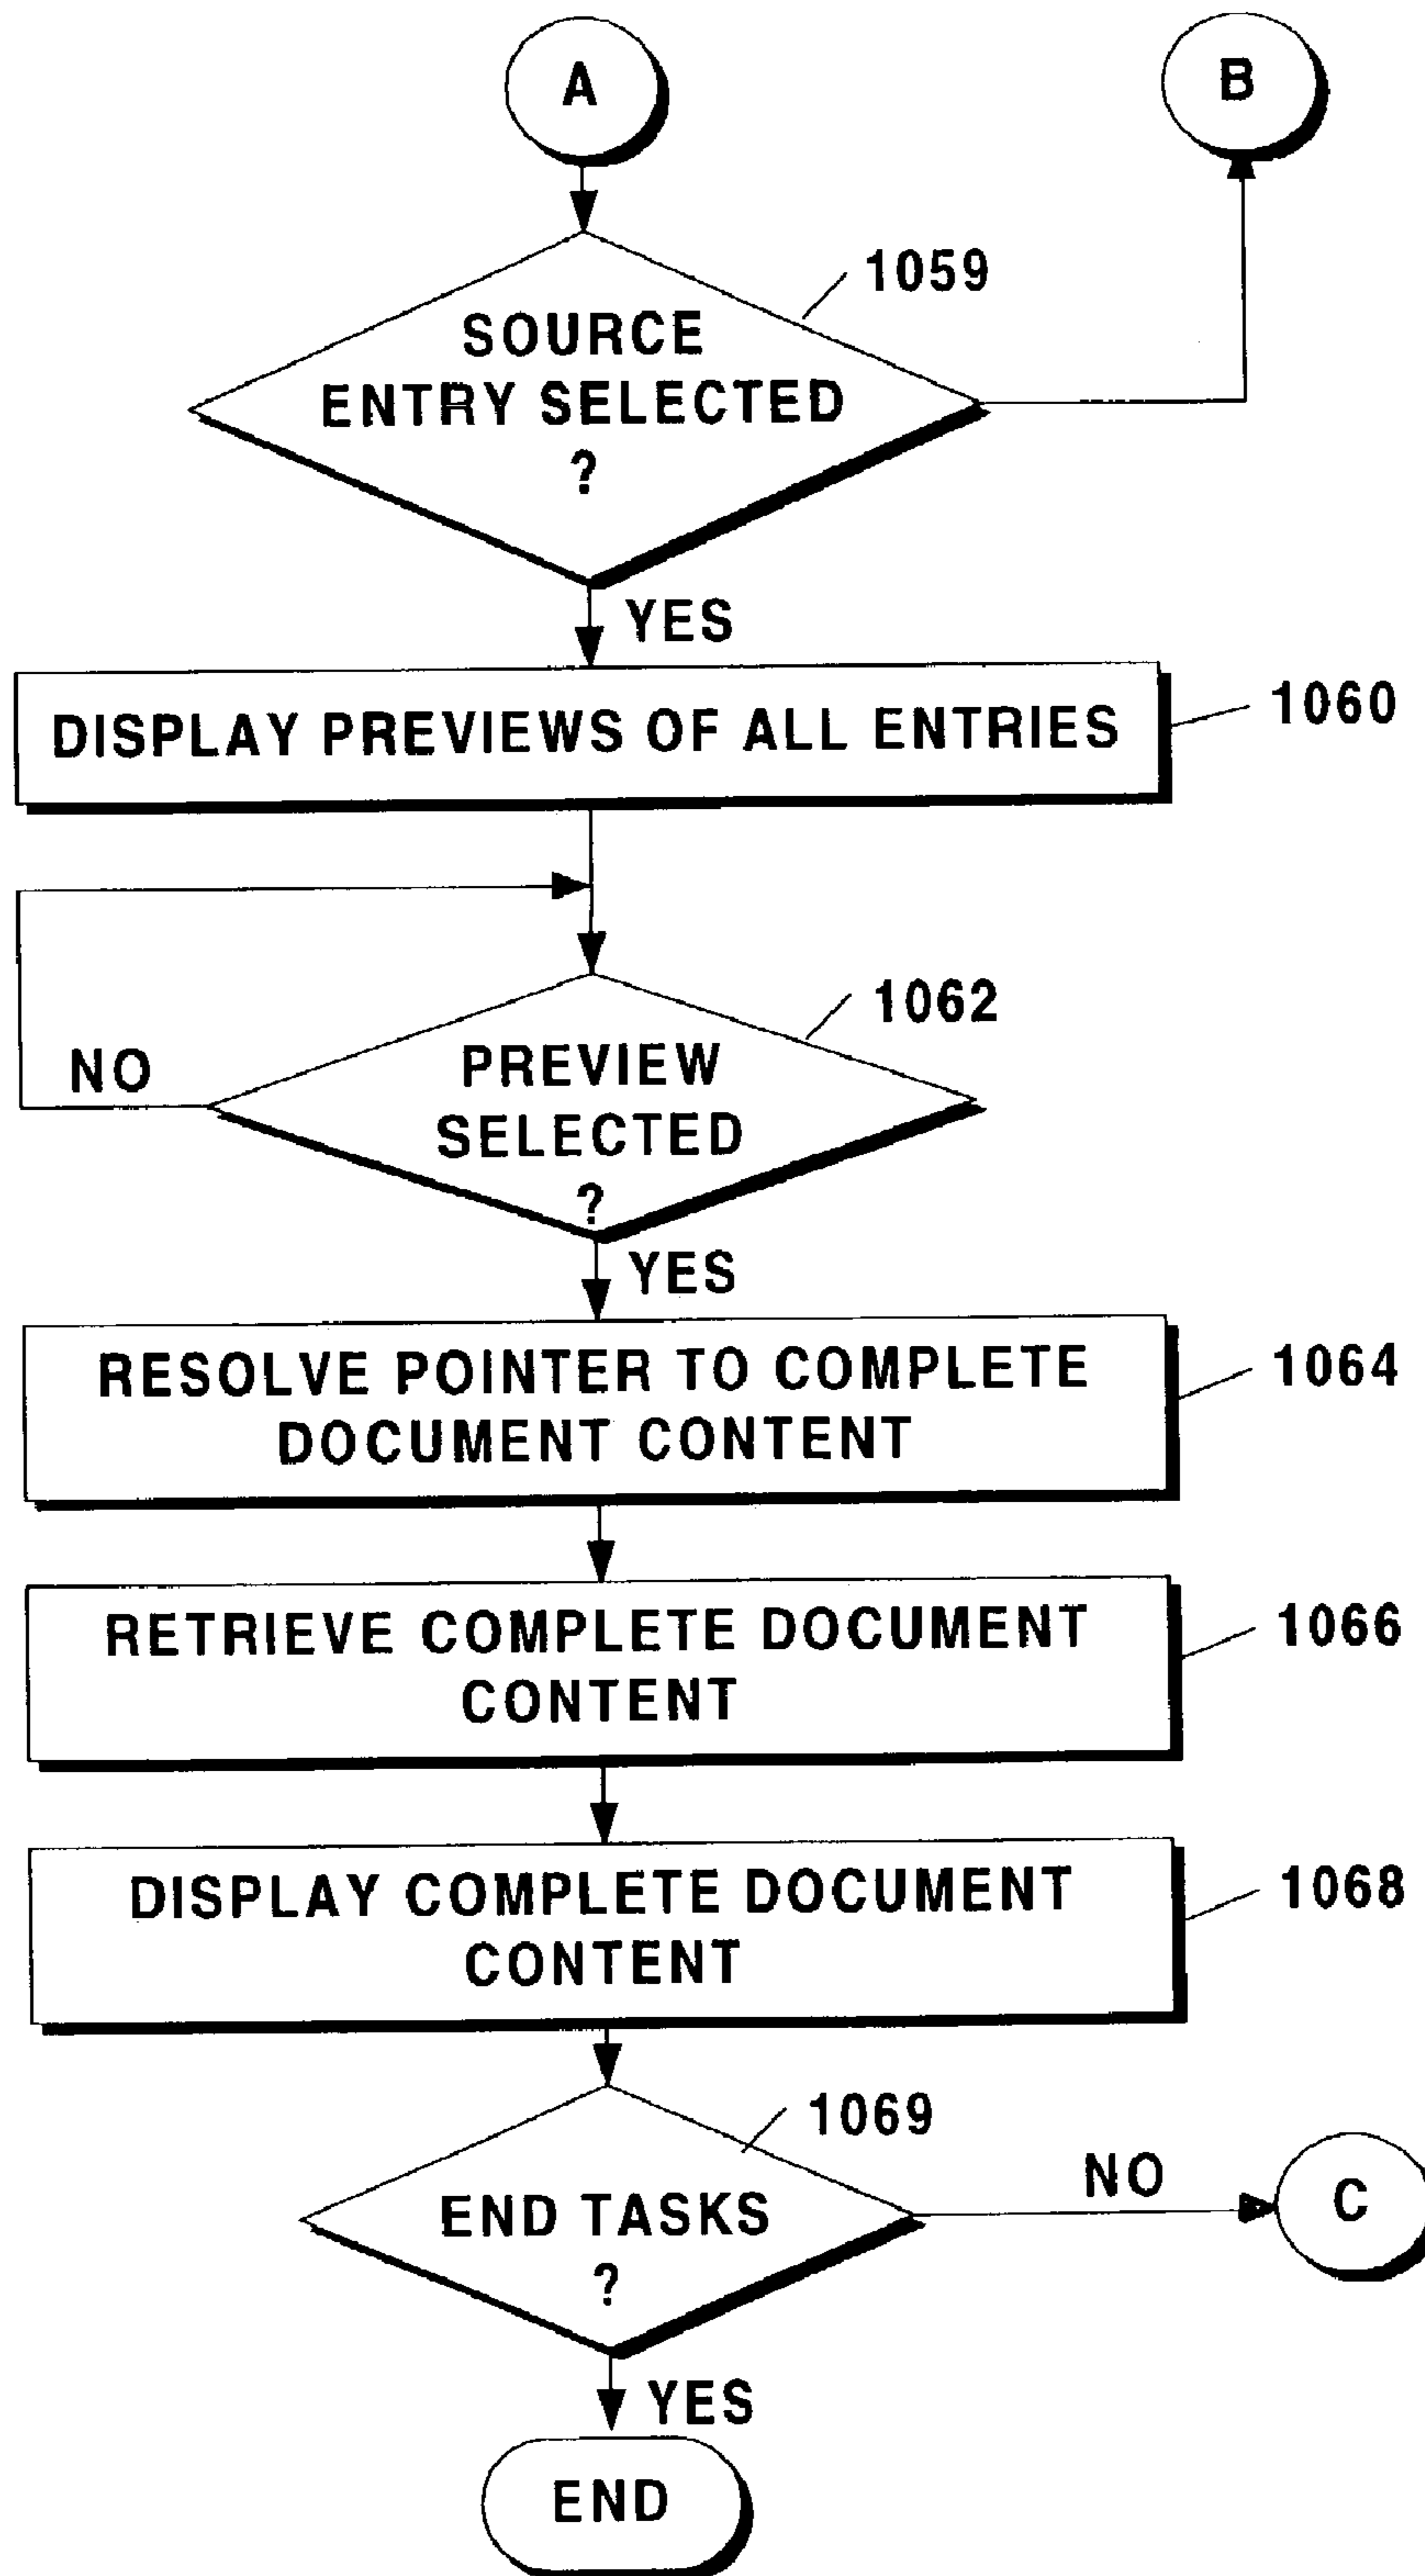 A
B
1059
SOURCE
ENTRY SELECTED
?
YES
DISPLAY PREVIEWS OF ALL ENTRIES
1060
1062
NO
PREVIEW
SELECTED
?
YES
RESOLVE POINTER TO COMPLETE
DOCUMENT CONTENT
1064
RETRIEVE COMPLETE DOCUMENT
CONTENT
1066
DISPLAY COMPLETE DOCUMENT
CONTENT
1068
1069
END TASKS
?
NO
C
YES
END